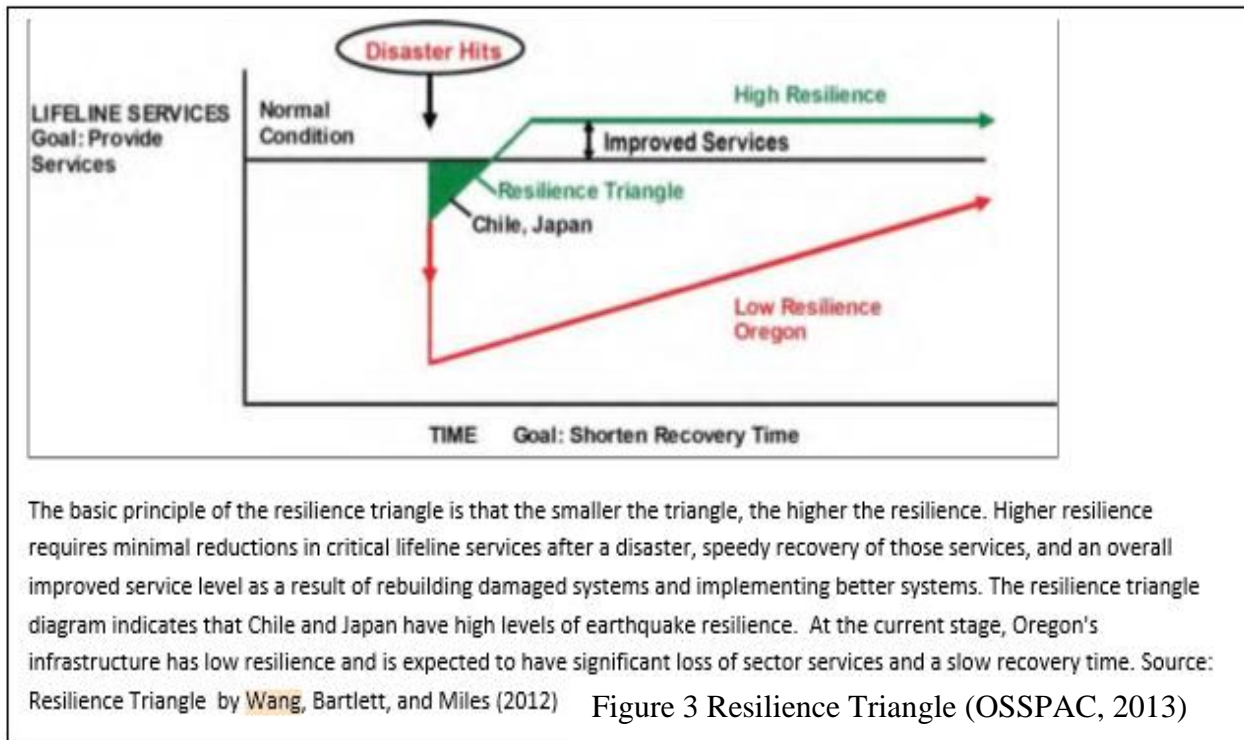 Disaster Hits
LIFELINE SERVICES
Goal: Provide
Services
Normal
Condition
High Resilience
Improved Services
Resilience Triangle
Chile, Japan
Low Resilience
Oregon
TIME Goal: Shorten Recovery Time
The basic principle of the resilience triangle is that the smaller the triangle, the higher the resilience. Higher resilience
requires minimal reductions in critical lifeline services after a disaster, speedy recovery of those services, and an overall
improved service level as a result of rebuilding damaged systems and implementing better systems. The resilience triangle
diagram indicates that Chile and Japan have high levels of earthquake resilience. At the current stage, Oregon's
infrastructure has low resilience and is expected to have significant loss of sector services and a slow recovery time. Source:
Resilience Triangle by Wang, Bartlett, and Miles (2012)
Figure 3 Resilience Triangle (OSSPAC, 2013)